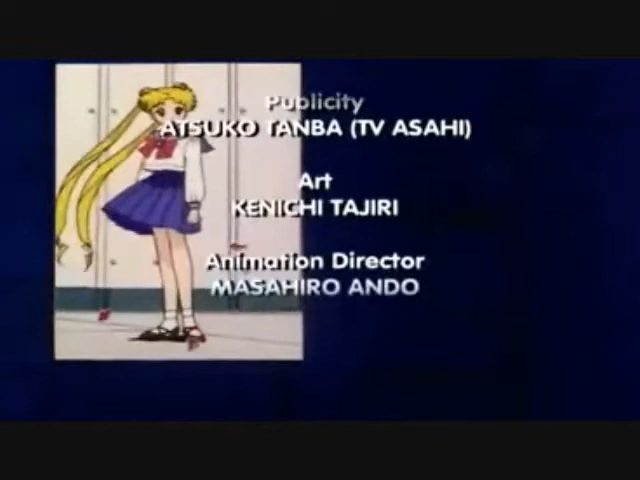 Publicity
ATSUKO TANBA (TV ASAHI)
Art
KENICHI TAJIRI
Animation Director
MASAHIRO ANDO